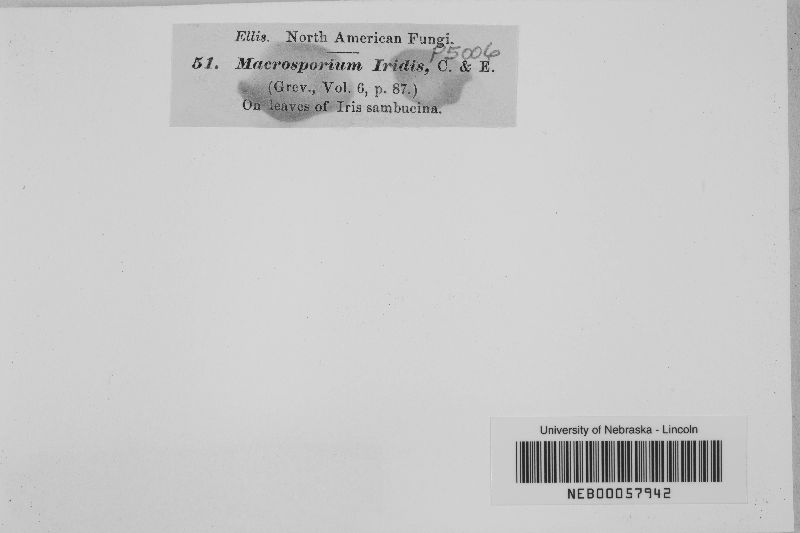 Ellis. North American Fungi.
P5006
51. Macrosporium Iridis, C. & E.
(Grev., Vol. 6, p. 87.)
On leaves of Iris sambucina.
University of Nebraska - Lincoln
NEB00057942